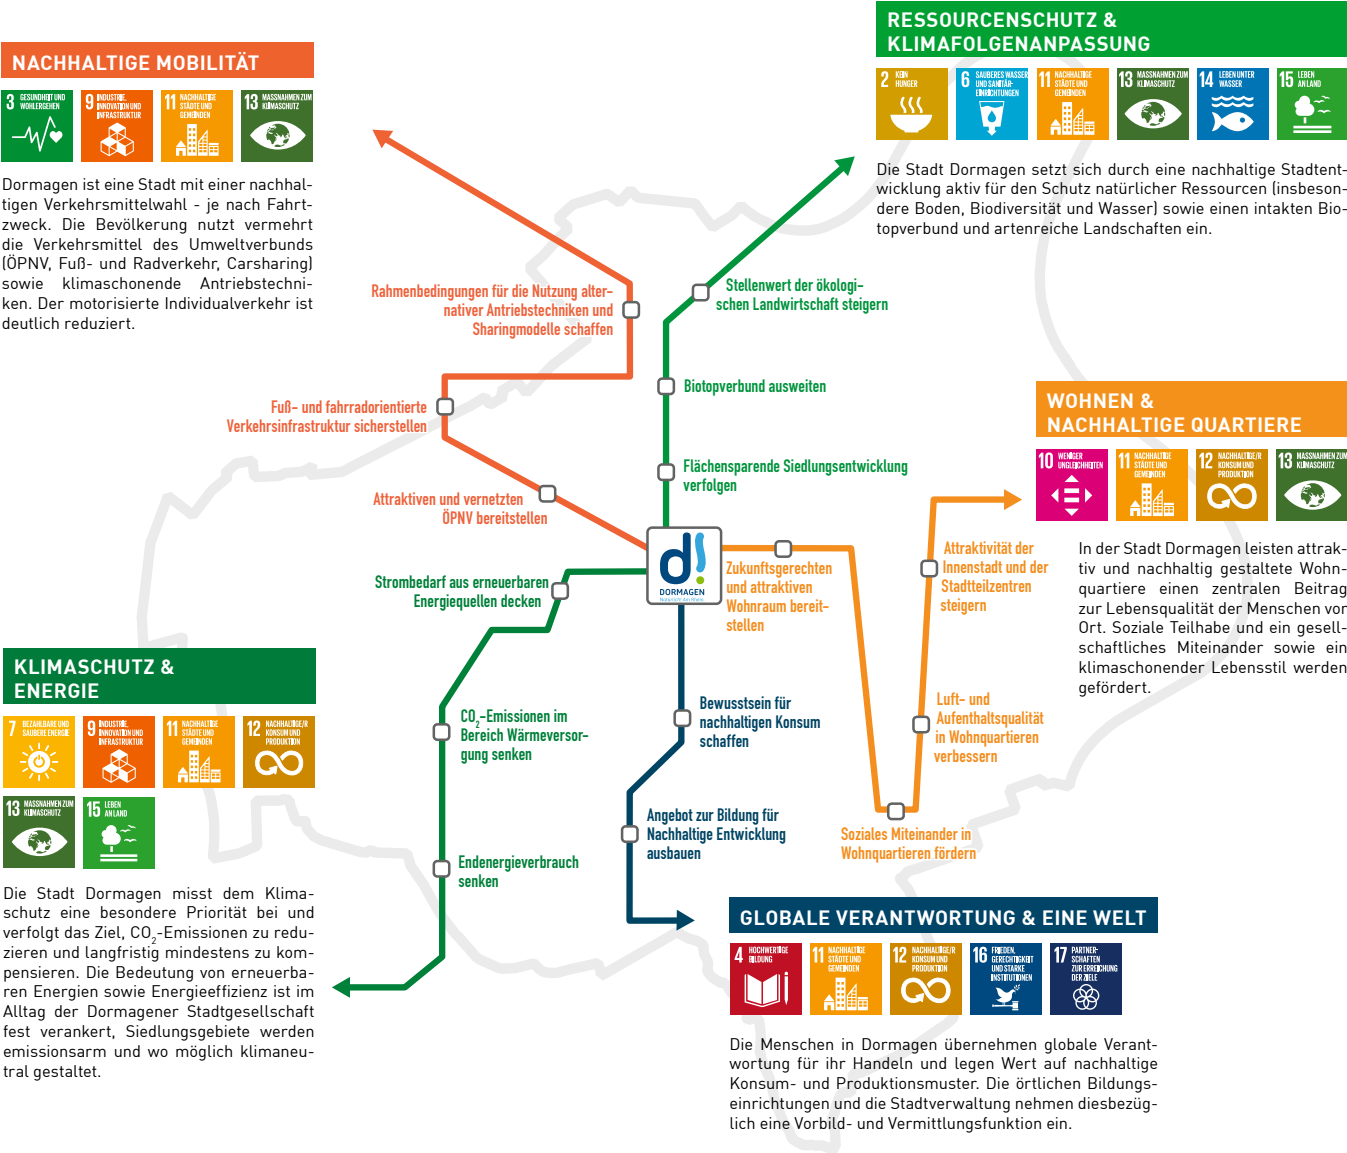 NACHHALTIGE MOBILITÄT
3 GESUNDHEIT UND
WOHLERGEHEN
9 INDUSTRIE,
INNOVATION UND
INFRASTRUKTUR
11 NACHHALTIGE
STÄDTE UND
GEMEINDEN
13 MASSNAHMEN ZUM
KLIMASCHUTZ
Dormagen ist eine Stadt mit einer nachhal-
tigen Verkehrsmittelwahl - je nach Fahrt-
zweck. Die Bevölkerung nutzt vermehrt
die Verkehrsmittel des Umweltverbunds
(ÖPNV, Fuß- und Radverkehr, Carsharing)
sowie klimaschonende Antriebstechni-
ken. Der motorisierte Individualverkehr ist
deutlich reduziert.
RESSOURCENSCHUTZ &
KLIMAFOLGENANPASSUNG
2 KEIN
HUNGER
6 SAUBERES WASSER
UND SANITÄR-
EINRICHTUNGEN
11 NACHHALTIGE
STÄDTE UND
GEMEINDEN
13 MASSNAHMEN ZUM
KLIMASCHUTZ
14 LEBEN UNTER
WASSER
15 LEBEN
AN LAND
Die Stadt Dormagen setzt sich durch eine nachhaltige Stadtent-
wicklung aktiv für den Schutz natürlicher Ressourcen (insbeson-
dere Boden, Biodiversität und Wasser) sowie einen intakten Bio-
topverbund und artenreiche Landschaften ein.
Rahmenbedingungen für die Nutzung alter-
nativer Antriebstechniken und
Sharingmodelle schaffen
Fuß- und fahrradorientierte
Verkehrsinfrastruktur sicherstellen
Attraktiven und vernetzten
ÖPNV bereitstellen
Stellenwert der ökologi-
schen Landwirtschaft steigern
Biotopverbund ausweiten
Flächensparende Siedlungsentwicklung
verfolgen
WOHNEN &
NACHHALTIGE QUARTIERE
10 WENIGER
UNGLEICHHEITEN
11 NACHHALTIGE
STÄDTE UND
GEMEINDEN
12 NACHHALTIGE/R
KONSUM UND
PRODUKTION
13 MASSNAHMEN ZUM
KLIMASCHUTZ
In der Stadt Dormagen leisten attrak-
tiv und nachhaltig gestaltete Wohn-
quartiere einen zentralen Beitrag
zur Lebensqualität der Menschen vor
Ort. Soziale Teilhabe und ein gesell-
schaftliches Miteinander sowie ein
klimaschonender Lebensstil werden
gefördert.
d!
DORMAGEN
Natürlich! Am Rhein
Zukunftsgerechten
und attraktiven
Wohnraum bereit-
stellen
Attraktivität der
Innenstadt und der
Stadtteilzentren
steigern
Luft- und
Aufenthaltsqualität
in Wohnquartieren
verbessern
Soziales Miteinander in
Wohnquartieren fördern
Strombedarf aus erneuerbaren
Energiequellen decken
CO2-Emissionen im
Bereich Wärmeversor-
gung senken
Endenergieverbrauch
senken
Bewusstsein für
nachhaltigen Konsum
schaffen
Angebot zur Bildung für
Nachhaltige Entwicklung
ausbauen
KLIMASCHUTZ &
ENERGIE
7 BEZAHLBARE UND
SAUBERE ENERGIE
9 INDUSTRIE,
INNOVATION UND
INFRASTRUKTUR
11 NACHHALTIGE
STÄDTE UND
GEMEINDEN
12 NACHHALTIGE/R
KONSUM UND
PRODUKTION
13 MASSNAHMEN ZUM
KLIMASCHUTZ
15 LEBEN
AN LAND
Die Stadt Dormagen misst dem Klima-
schutz eine besondere Priorität bei und
verfolgt das Ziel, CO2-Emissionen zu redu-
zieren und langfristig mindestens zu kom-
pensieren. Die Bedeutung von erneuerba-
ren Energien sowie Energieeffizienz ist im
Alltag der Dormagener Stadtgesellschaft
fest verankert, Siedlungsgebiete werden
emissionsarm und wo möglich klimaneu-
tral gestaltet.
GLOBALE VERANTWORTUNG & EINE WELT
4 HOCHWERTIGE
BILDUNG
11 NACHHALTIGE
STÄDTE UND
GEMEINDEN
12 NACHHALTIGE/R
KONSUM UND
PRODUKTION
16 FRIEDEN,
GERECHTIGKEIT
UND STARKE
INSTITUTIONEN
17 PARTNER-
SCHAFTEN
ZUR ERREICHUNG
DER ZIELE
Die Menschen in Dormagen übernehmen globale Verant-
wortung für ihr Handeln und legen Wert auf nachhaltige
Konsum- und Produktionsmuster. Die örtlichen Bildungs-
einrichtungen und die Stadtverwaltung nehmen diesbezüg-
lich eine Vorbild- und Vermittlungsfunktion ein.